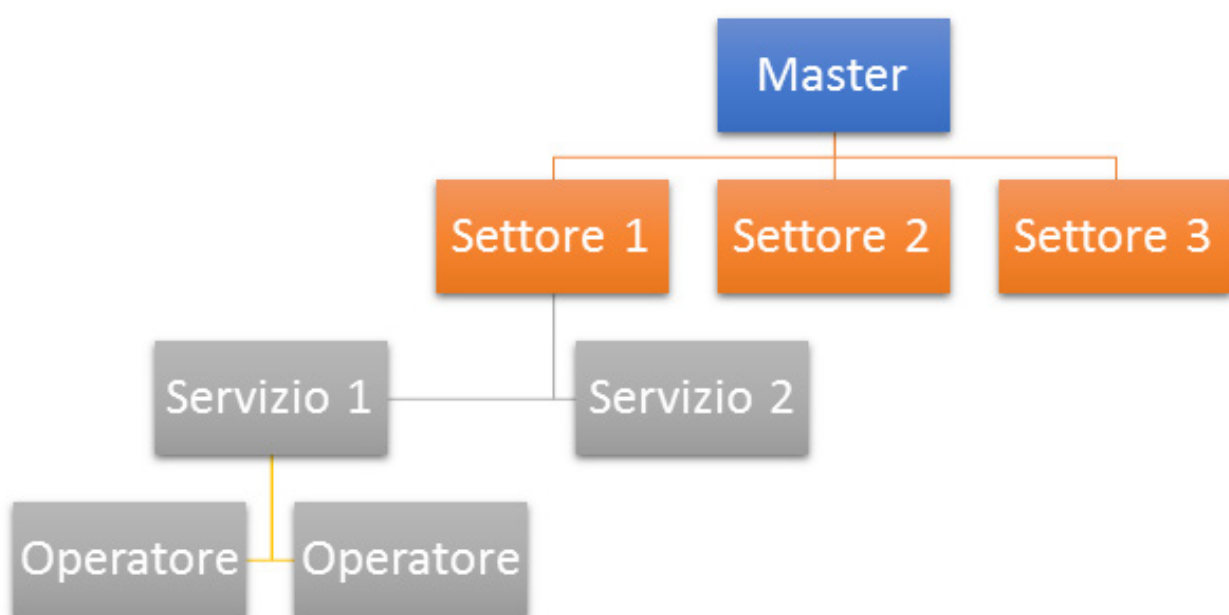 Master
Settore 1
Settore 2
Settore 3
Servizio 1
Servizio 2
Operatore
Operatore